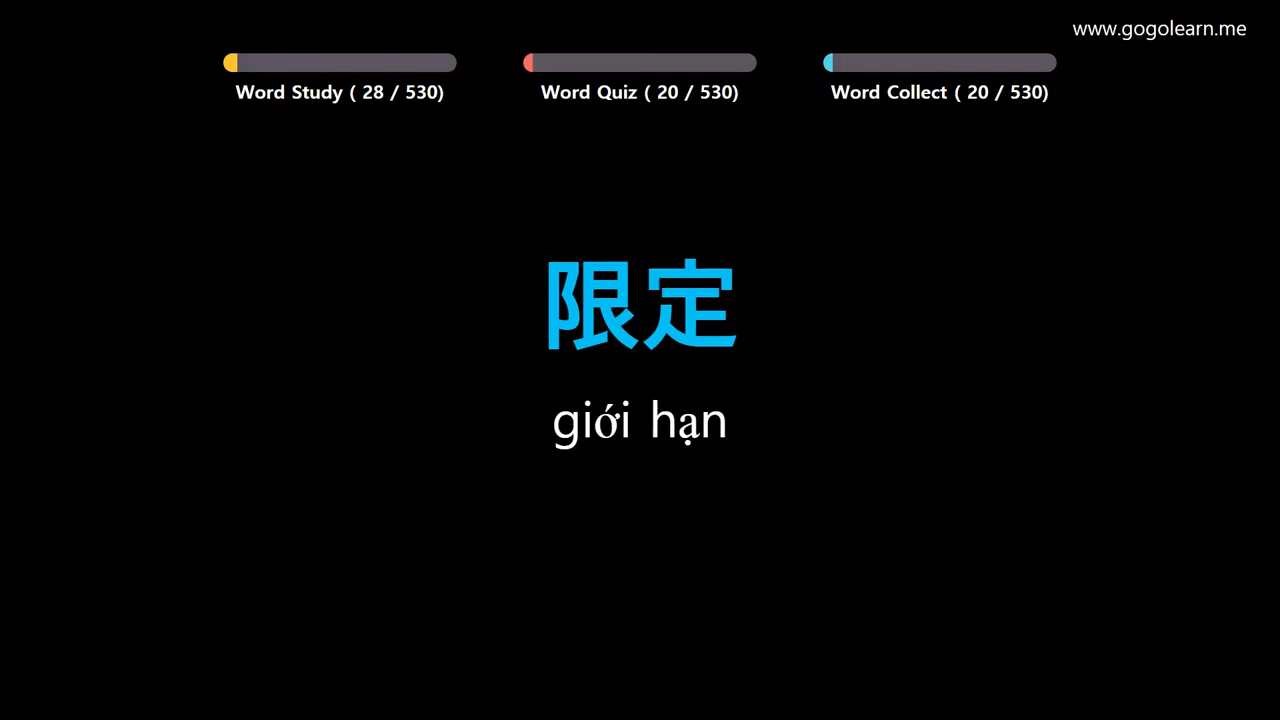 www.gogolearn.me
Word Study ( 28 / 530)
Word Quiz ( 20 / 530)
Word Collect ( 20 / 530)
限定
giới hạn